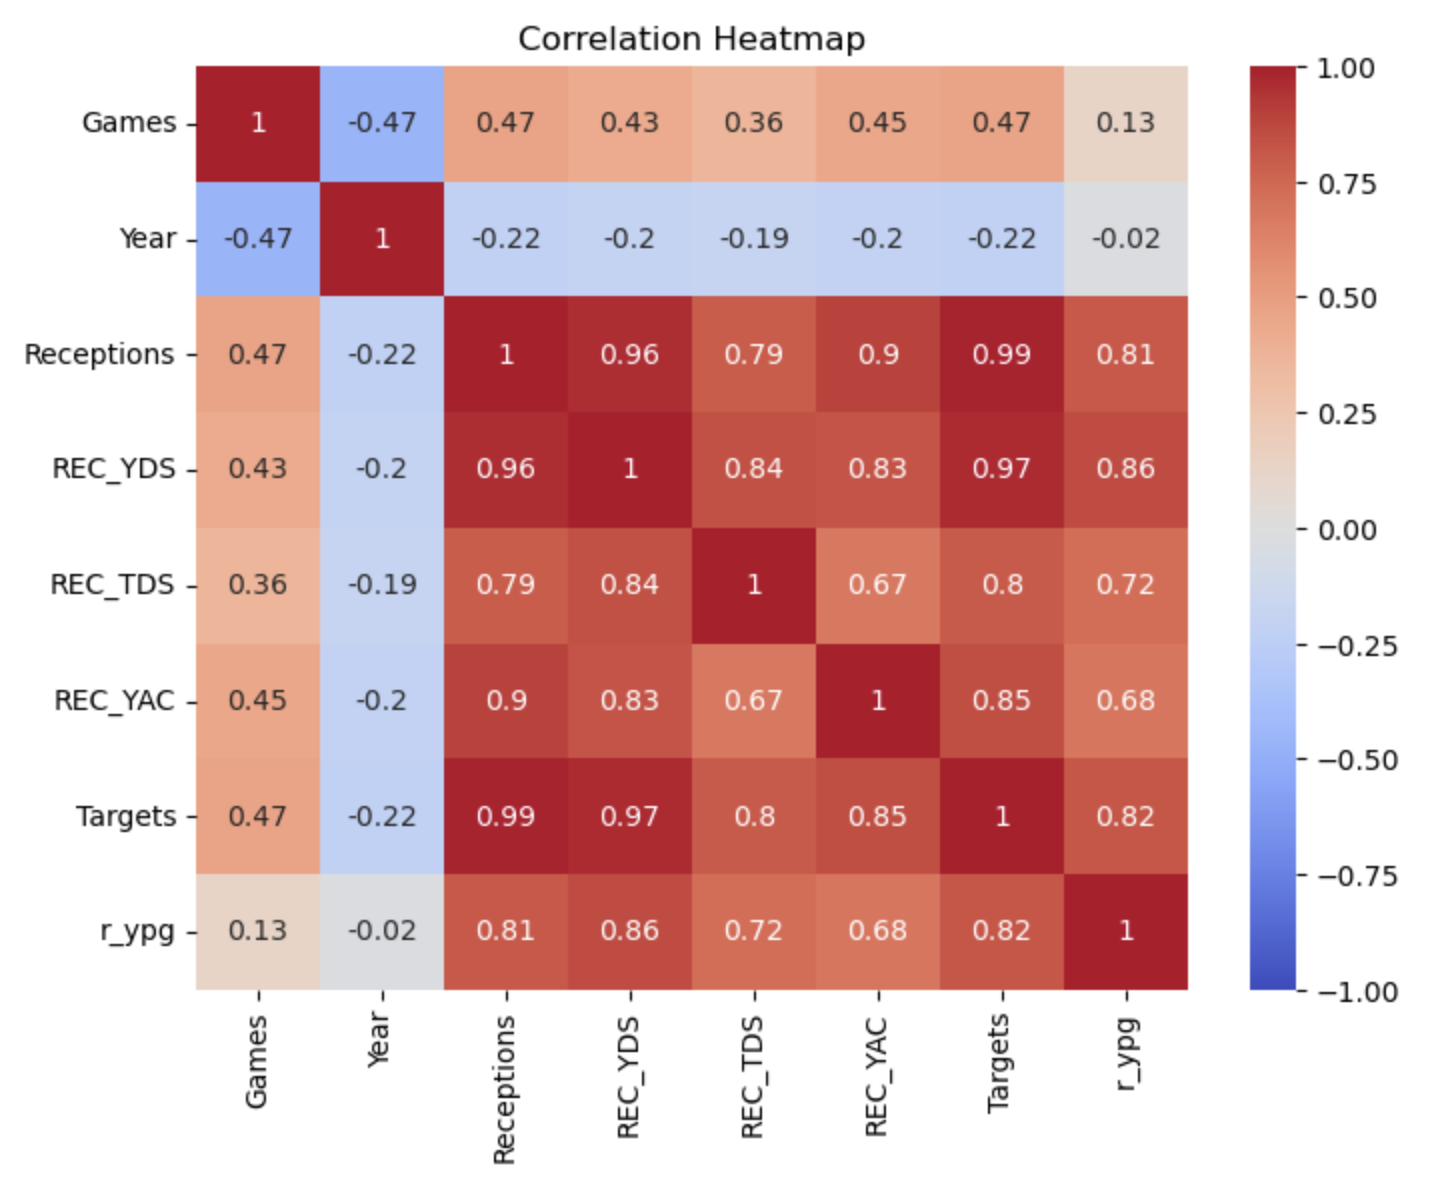 Correlation Heatmap
Games 1 -0.47 0.47 0.43 0.36 0.45 0.47 0.13
Year -0.47 1 -0.22 -0.2 -0.19 -0.2 -0.22 -0.02
Receptions 0.47 -0.22 1 0.96 0.79 0.9 0.99 0.81
REC_YDS 0.43 -0.2 0.96 1 0.84 0.83 0.97 0.86
REC_TDS 0.36 -0.19 0.79 0.84 1 0.67 0.8 0.72
REC_YAC 0.45 -0.2 0.9 0.83 0.67 1 0.85 0.68
Targets 0.47 -0.22 0.99 0.97 0.8 0.85 1 0.82
r_ypg 0.13 -0.02 0.81 0.86 0.72 0.68 0.82 1
Games
Year
Receptions
REC_YDS
REC_TDS
REC_YAC
Targets
r_ypg
1.00
0.75
0.50
0.25
0.00
−0.25
−0.50
−0.75
−1.00